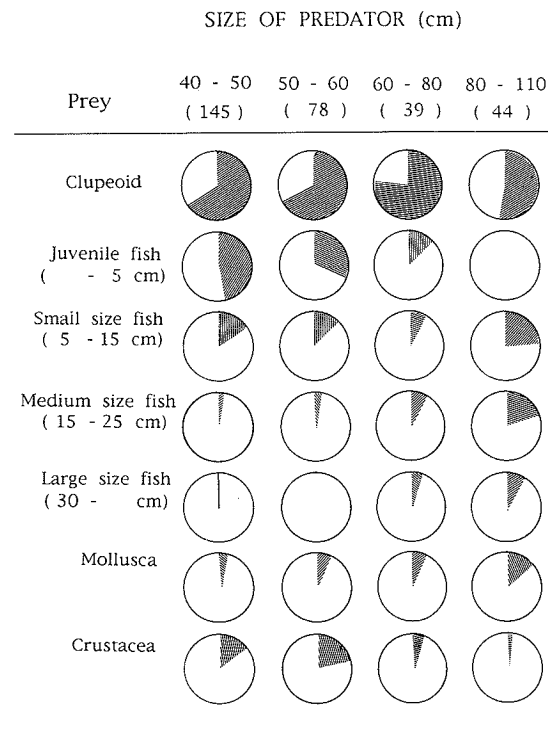 SIZE OF PREDATOR (cm)
Prey 40 - 50 50 - 60 60 - 80 80 - 110
( 145 ) ( 78 ) ( 39 ) ( 44 )
Clupeoid
Juvenile fish
( - 5 cm)
Small size fish
( 5 - 15 cm)
Medium size fish
( 15 - 25 cm)
Large size fish
( 30 - cm)
Mollusca
Crustacea